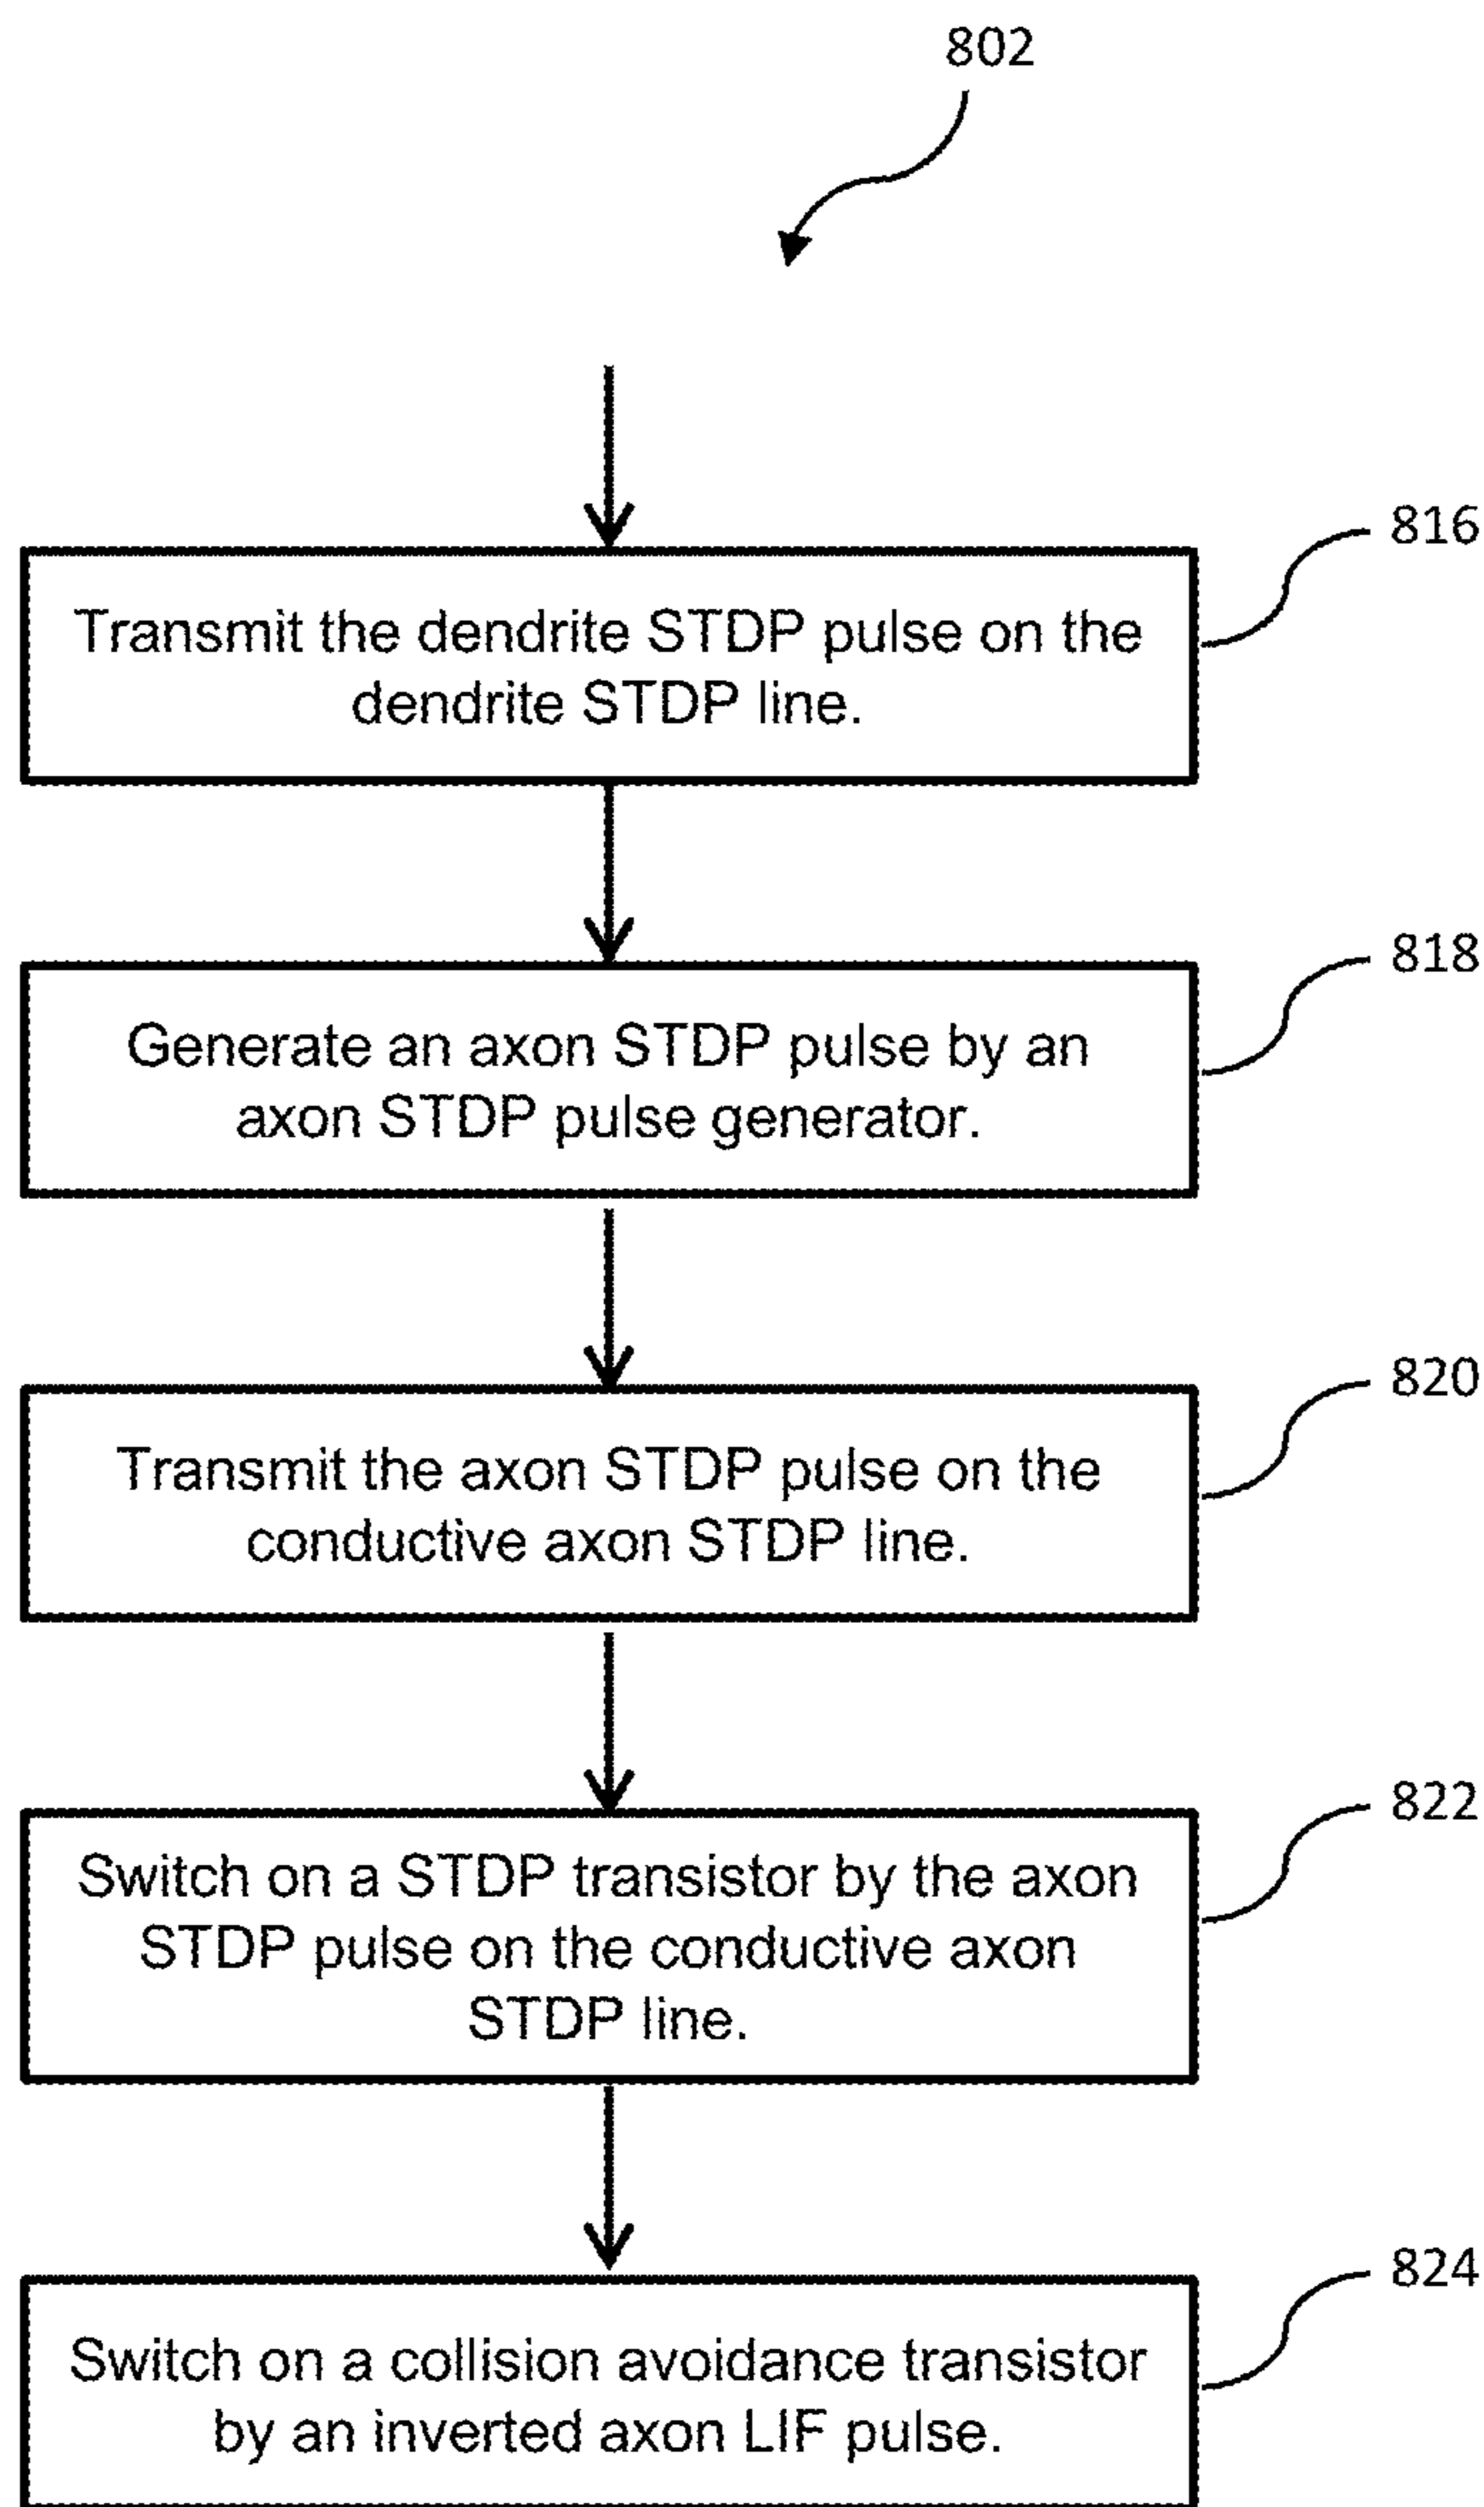 802
816
Transmit the dendrite STDP pulse on the
dendrite STDP line.
818
Generate an axon STDP pulse by an
axon STDP pulse generator.
820
Transmit the axon STDP pulse on the
conductive axon STDP line.
822
Switch on a STDP transistor by the axon
STDP pulse on the conductive axon
STDP line.
824
Switch on a collision avoidance transistor
by an inverted axon LIF pulse.